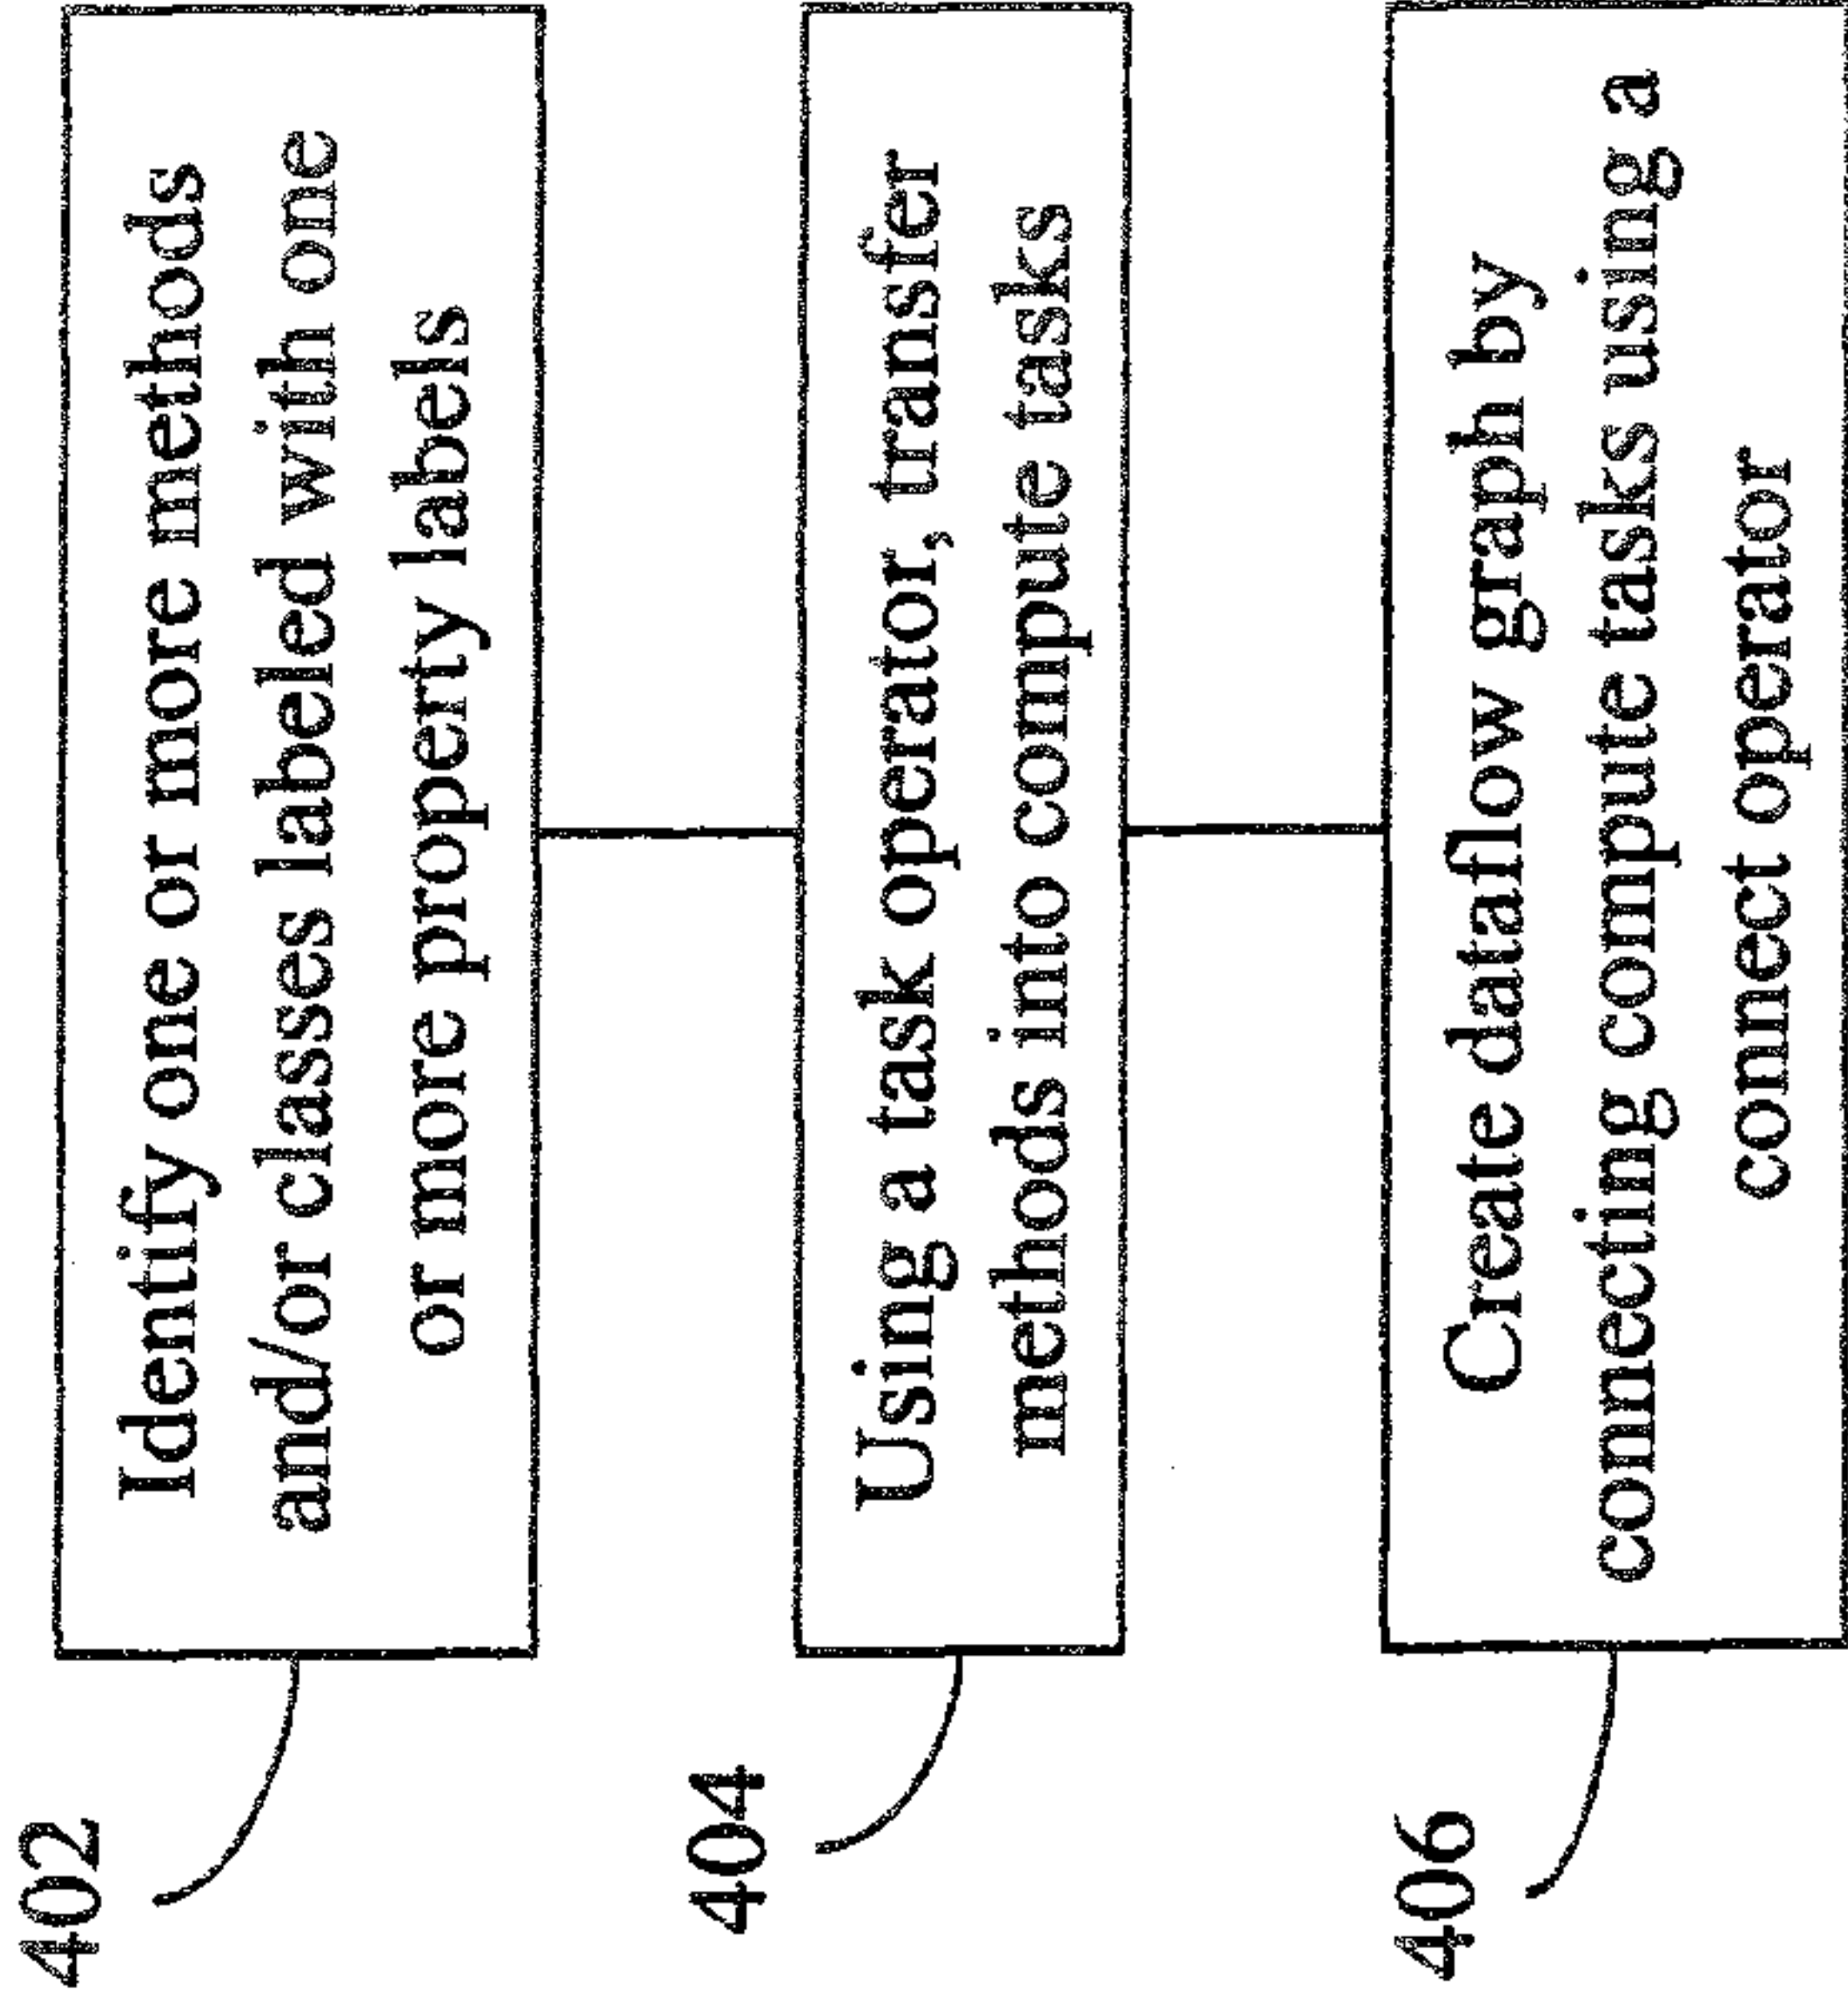 402
Identify one or more methods
and/or classes labeled with one
or more property labels
404
Using a task operator, transfer
methods into compute tasks
406
Create dataflow graph by
connecting compute tasks using a
connect operator